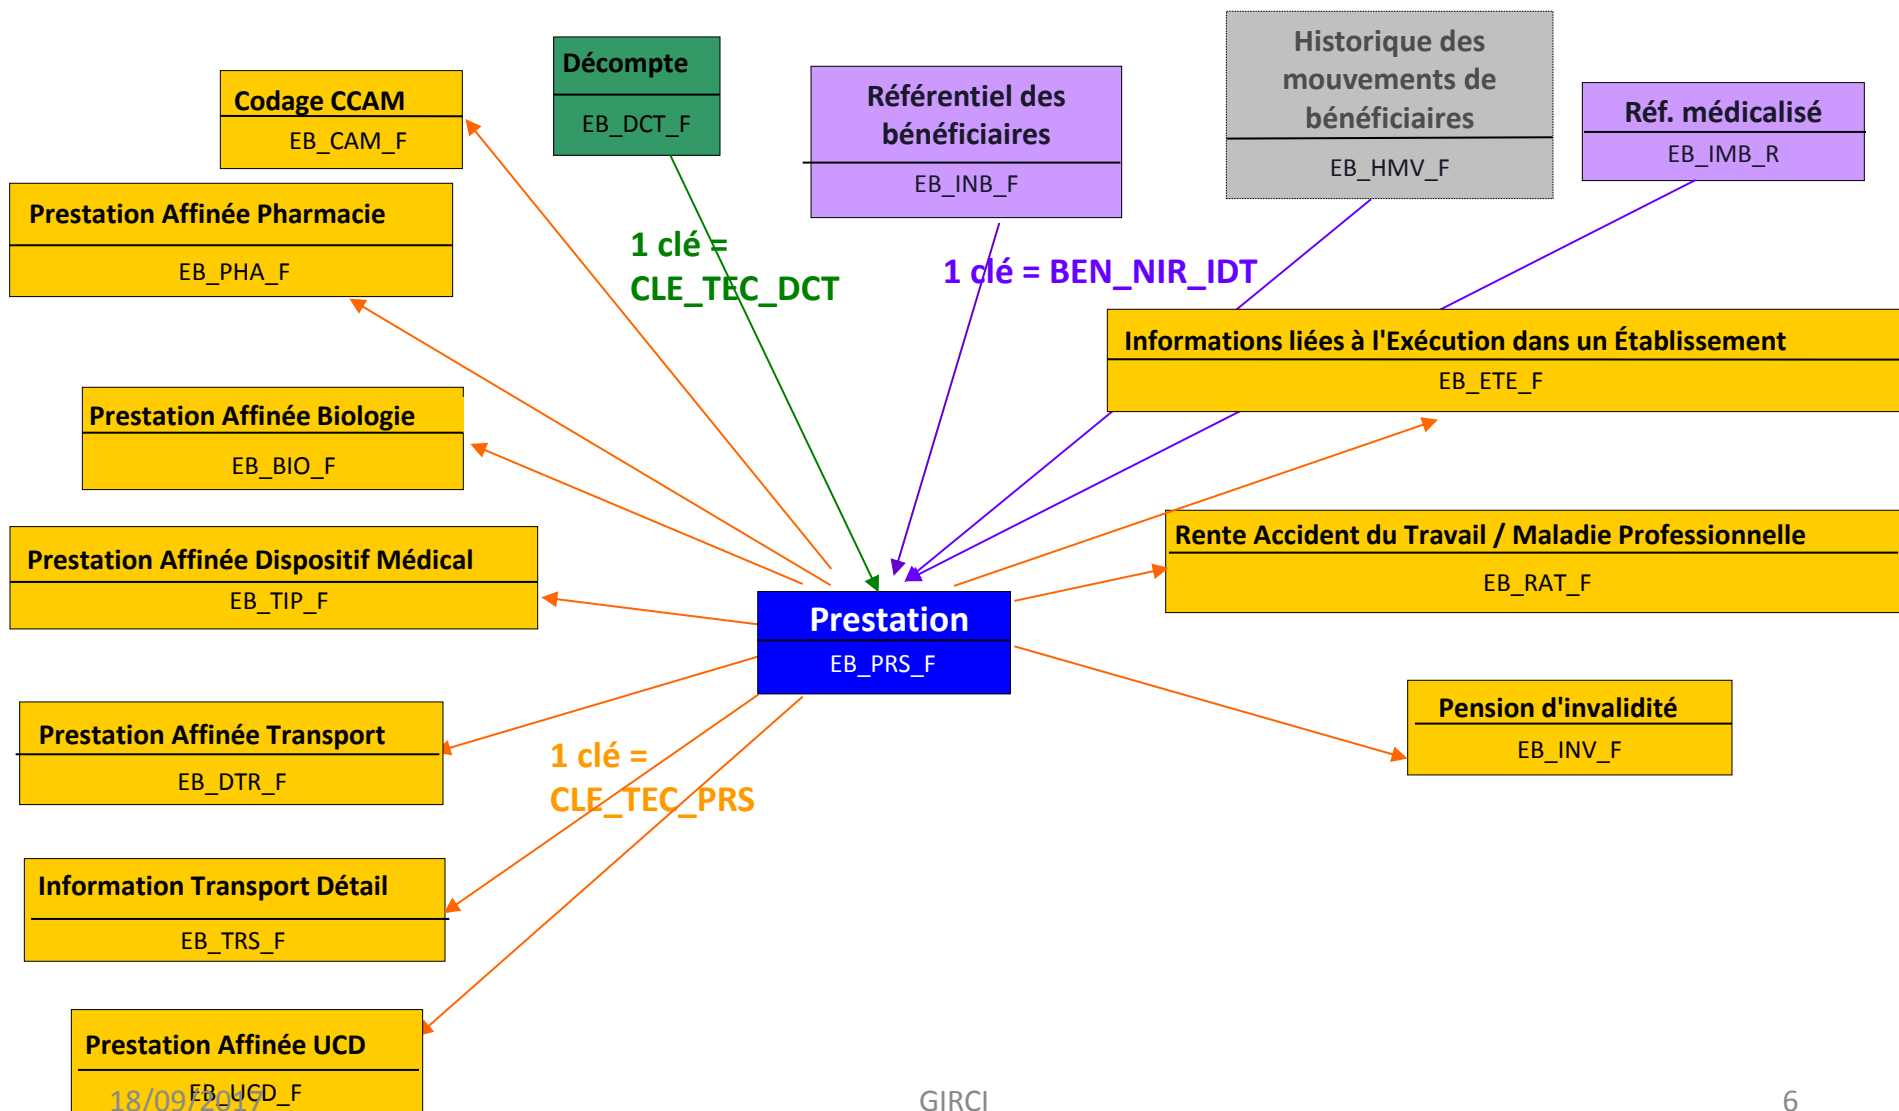 Codage CCAM
EB_CAM_F
Décompte
EB_DCT_F
Référentiel des
bénéficiaires
EB_INB_F
Historique des
mouvements de
bénéficiaires
EB_HMV_F
Réf. médicalisé
EB_IMB_R
Prestation Affinée Pharmacie
EB_PHA_F
1 clé =
CLE_TEC_DCT
1 clé = BEN_NIR_IDT
Informations liées à l'Exécution dans un Établissement
EB_ETE_F
Prestation Affinée Biologie
EB_BIO_F
Prestation Affinée Dispositif Médical
EB_TIP_F
Rente Accident du Travail / Maladie Professionnelle
EB_RAT_F
Prestation
EB_PRS_F
Prestation Affinée Transport
EB_DTR_F
1 clé =
CLE_TEC_PRS
Pension d'invalidité
EB_INV_F
Information Transport Détail
EB_TRS_F
Prestation Affinée UCD
EB_UCD_F
18/09/2017
GIRCI
6